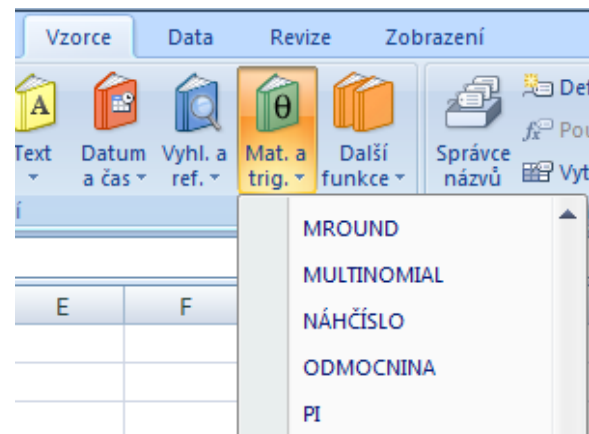 Vzorce Data Revize Zobrazení
A θ
Text Datum a čas Vyhl. a ref. Mat. a trig. Další funkce Správce názvů
MROUND
MULTINOMIAL
NÁHČÍSLO
ODMOCNINA
PI
E F